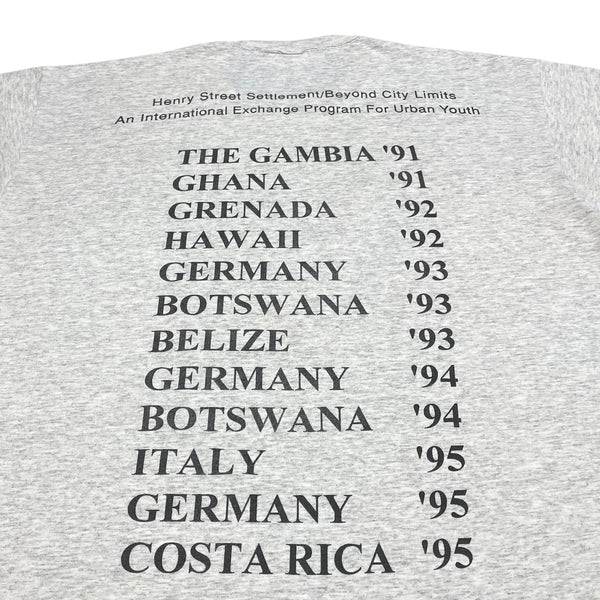 Henry Street Settlement/Beyond City Limits
An International Exchange Program For Urban Youth
THE GAMBIA '91
GHANA '91
GRENADA '92
HAWAII '92
GERMANY '93
BOTSWANA '93
BELIZE '93
GERMANY '94
BOTSWANA '94
ITALY '95
GERMANY '95
COSTA RICA '95